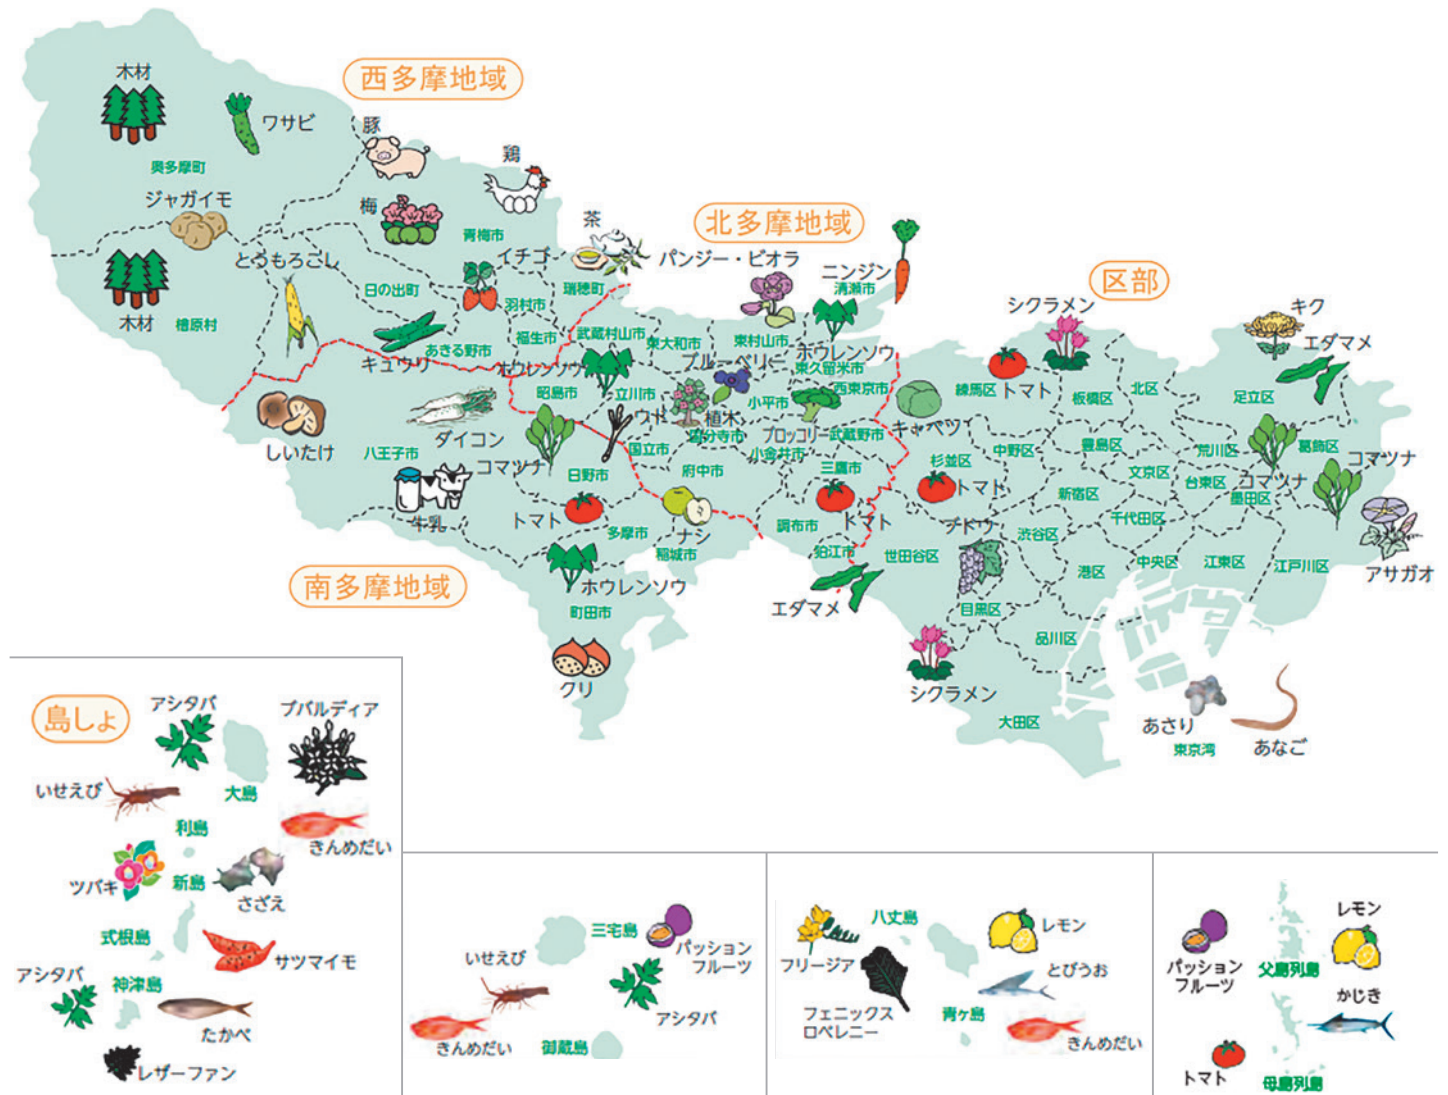 西多摩地域
木材
ワサビ
豚
鶏
奥多摩町
ジャガイモ
梅
青梅市
茶
北多摩地域
パンジー・ビオラ
ニンジン
清瀬市
区部
シクラメン
キク
エダマメ
とうもろこし
イチゴ
瑞穂町
日の出町
羽村市
木材
檜原村
キュウリ
あきる野市
福生市
武蔵村山市
東大和市
東村山市
ブルーベリー
ホウレンソウ
東久留米市
西東京市
練馬区
トマト
板橋区
北区
足立区
ホウレンソウ
昭島市
立川市
小平市
キャベツ
しいたけ
ダイコン
八王子市
コマツナ
ウド
植木
国分寺市
国立市
ブロッコリー
小金井市
武蔵野市
杉並区
中野区
豊島区
荒川区
葛飾区
コマツナ
牛乳
日野市
府中市
三鷹市
トマト
新宿区
文京区
台東区
コマツナ
墨田区
トマト
多摩市
ナシ
稲城市
調布市
トマト
ブドウ
渋谷区
千代田区
狛江市
世田谷区
港区
中央区
江東区
江戸川区
アサガオ
南多摩地域
ホウレンソウ
町田市
エダマメ
目黒区
品川区
クリ
シクラメン
大田区
あさり
東京湾
あなご
島しょ
アシタバ
ブバルディア
いせえび
大島
利島
きんめだい
ツバキ
新島
さざえ
式根島
サツマイモ
アシタバ
神津島
たかべ
レザーファン
三宅島
いせえび
パッション
フルーツ
アシタバ
きんめだい
御蔵島
八丈島
レモン
フリージア
とびうお
フェニックス
ロベレニー
青ヶ島
きんめだい
レモン
パッション
フルーツ
父島列島
かじき
トマト
母島列島